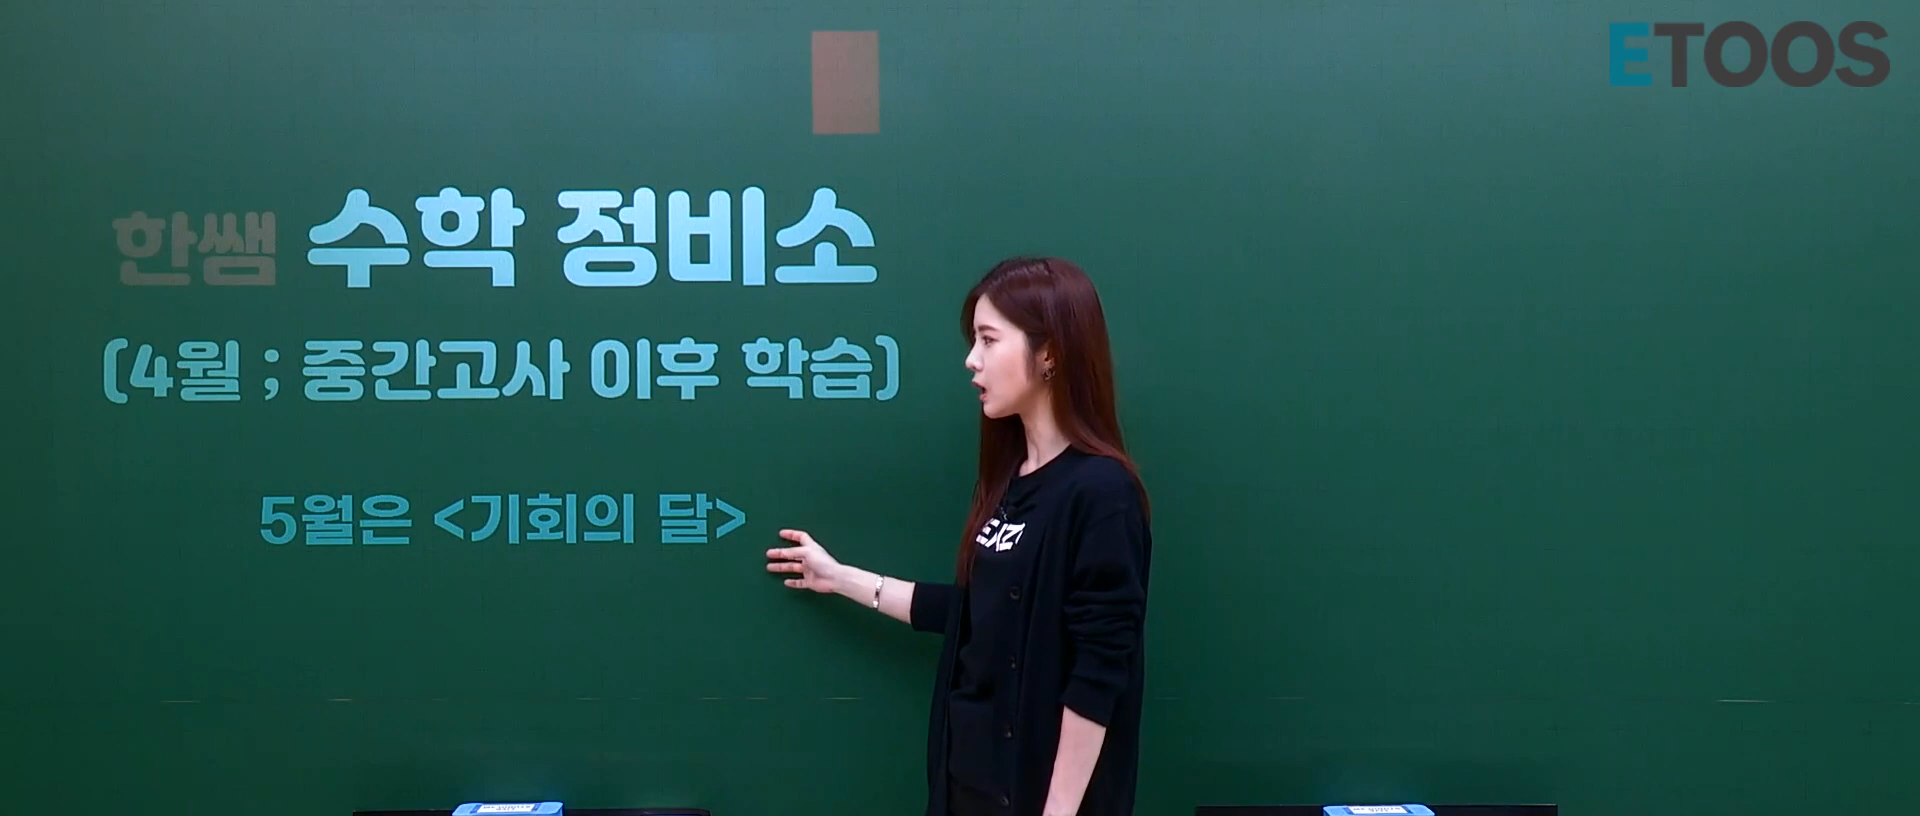 ETOOS
한쌤 수학 정비소
(4월 ; 중간고사 이후 학습)
5월은 <기회의 달>